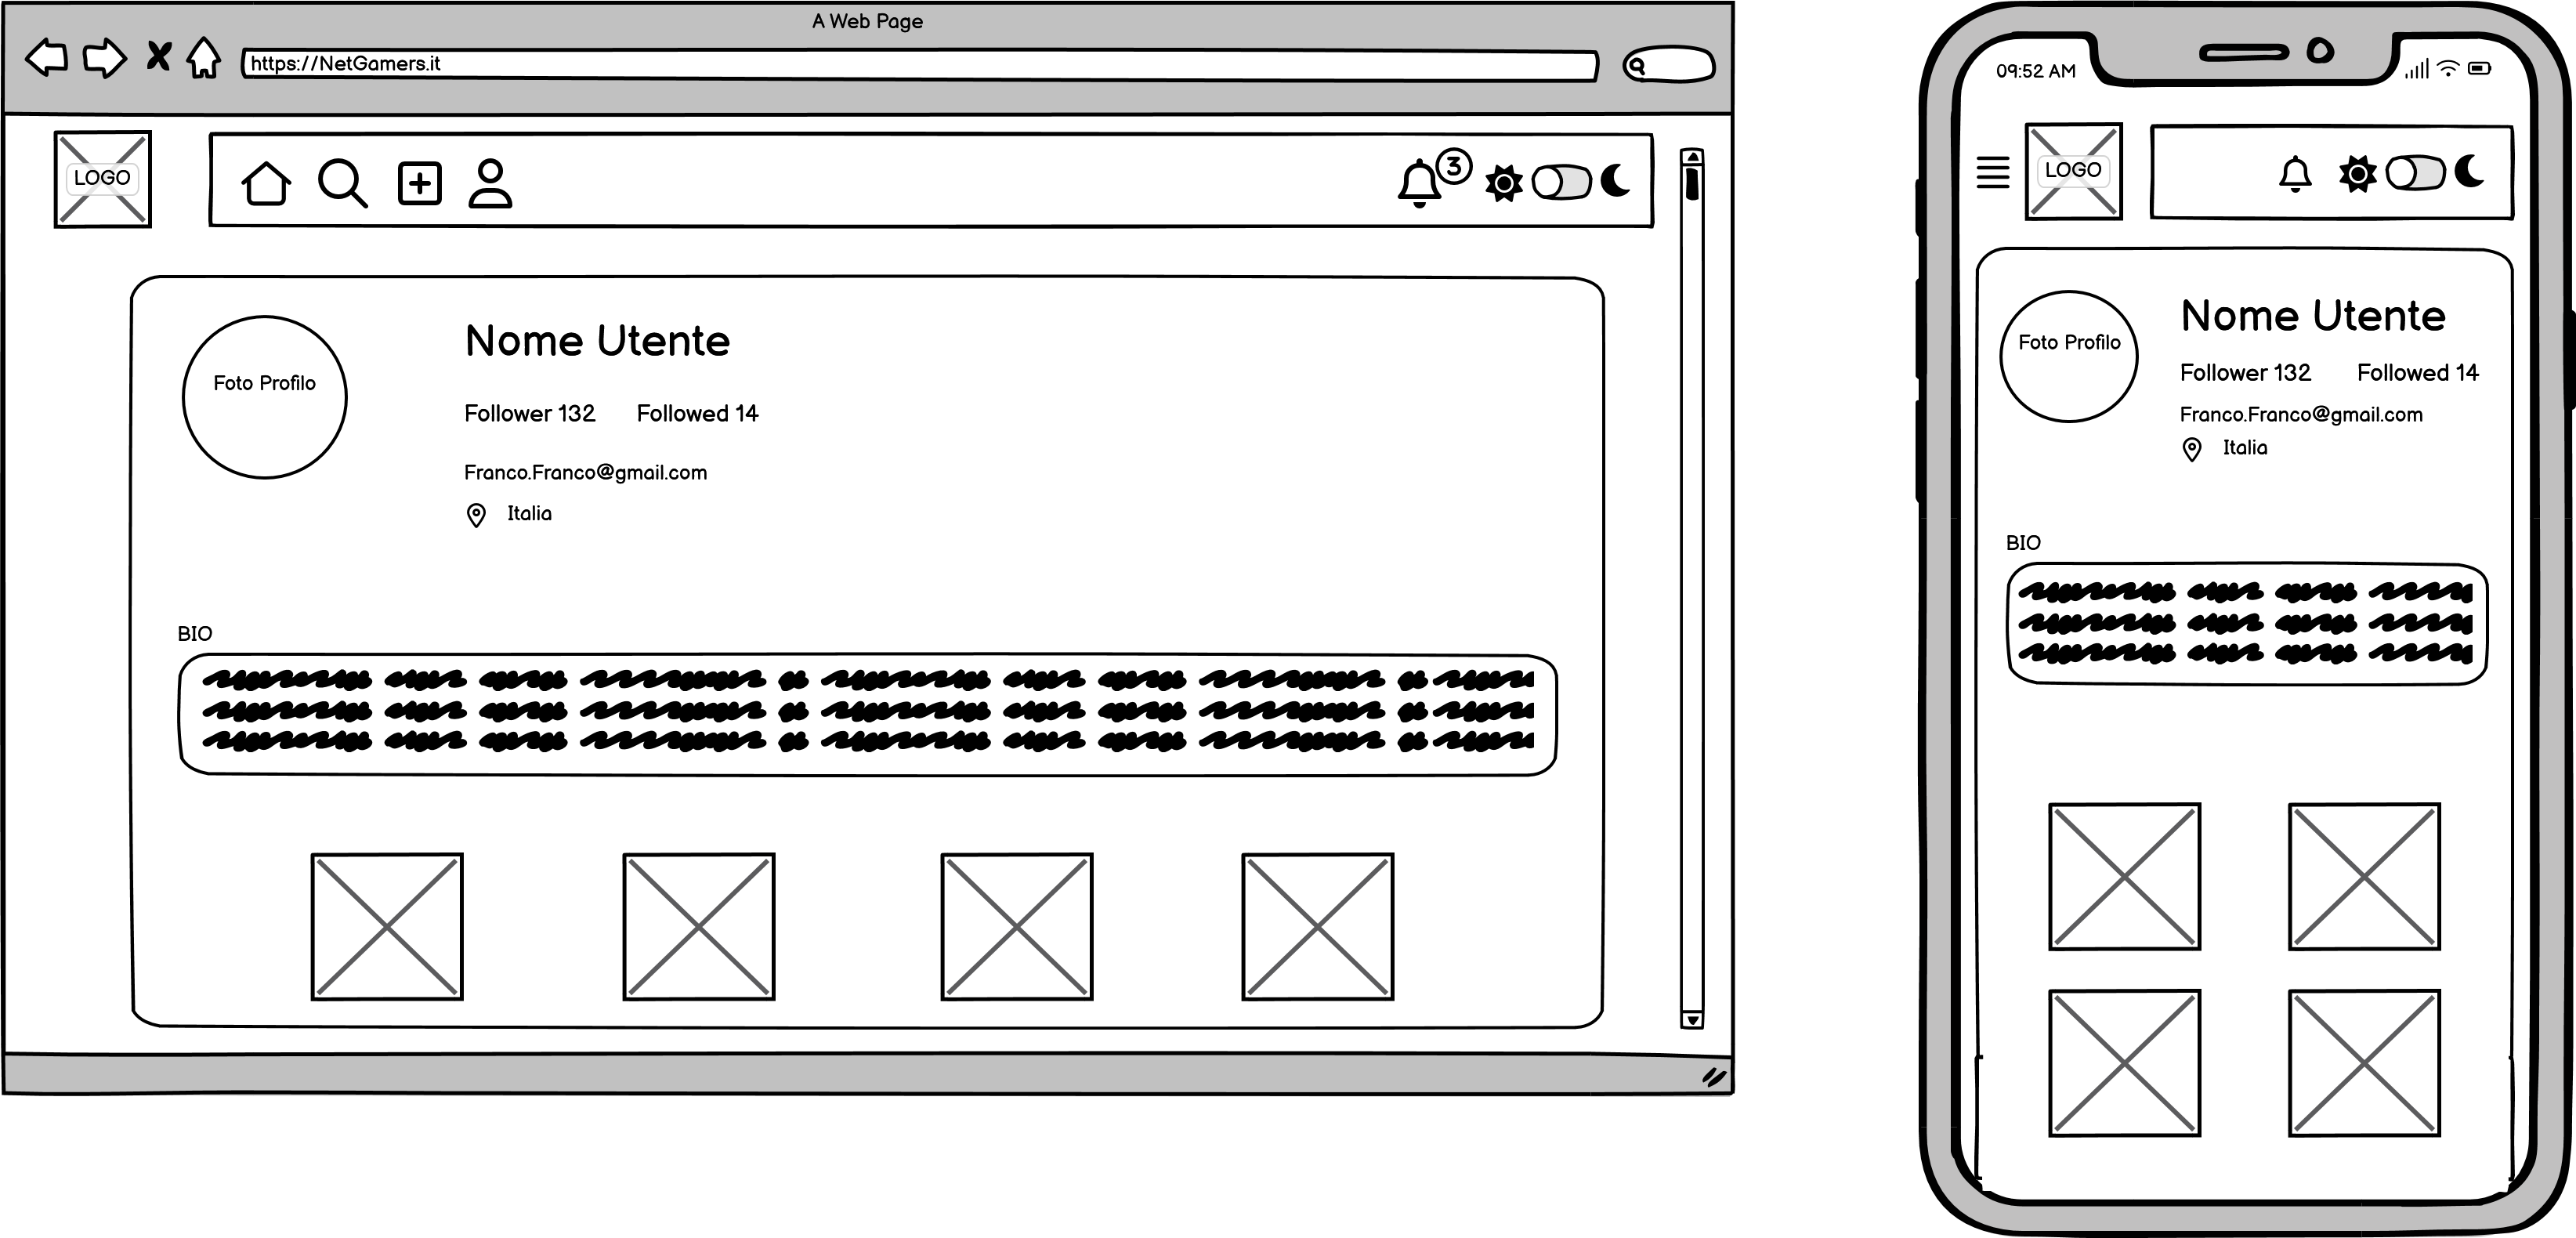 A Web Page
https://NetGamers.it
LOGO
3
Foto Profilo
Nome Utente
Follower 132 Followed 14
Franco.Franco@gmail.com
Italia
BIO
09:52 AM
LOGO
Foto Profilo
Nome Utente
Follower 132 Followed 14
Franco.Franco@gmail.com
Italia
BIO